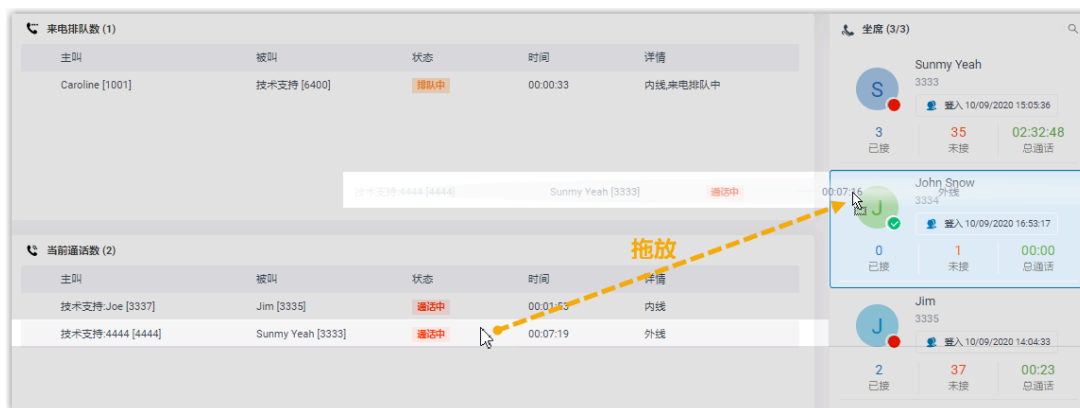 来电排队数 (1)
主叫 被叫 状态 时间 详情
Caroline [1001] 技术支持 [6400] 排队中 00:00:33 内线,来电排队中
技术支持:4444 [4444] Sunmy Yeah [3333] 通话中 00:07:16 外线
拖放
当前通话数 (2)
主叫 被叫 状态 时间 详情
技术支持:Joe [3337] Jim [3335] 通话中 00:01:53 内线
技术支持:4444 [4444] Sunmy Yeah [3333] 通话中 00:07:19 外线
坐席 (3/3)
S
Sunmy Yeah
3333
登入 10/09/2020 15:05:36
3 35 02:32:48
已接 未接 总通话
J
John Snow
3334
登入 10/09/2020 16:53:17
0 1 00:00
已接 未接 总通话
J
Jim
3335
登入 10/09/2020 14:04:33
2 37 00:23
已接 未接 总通话